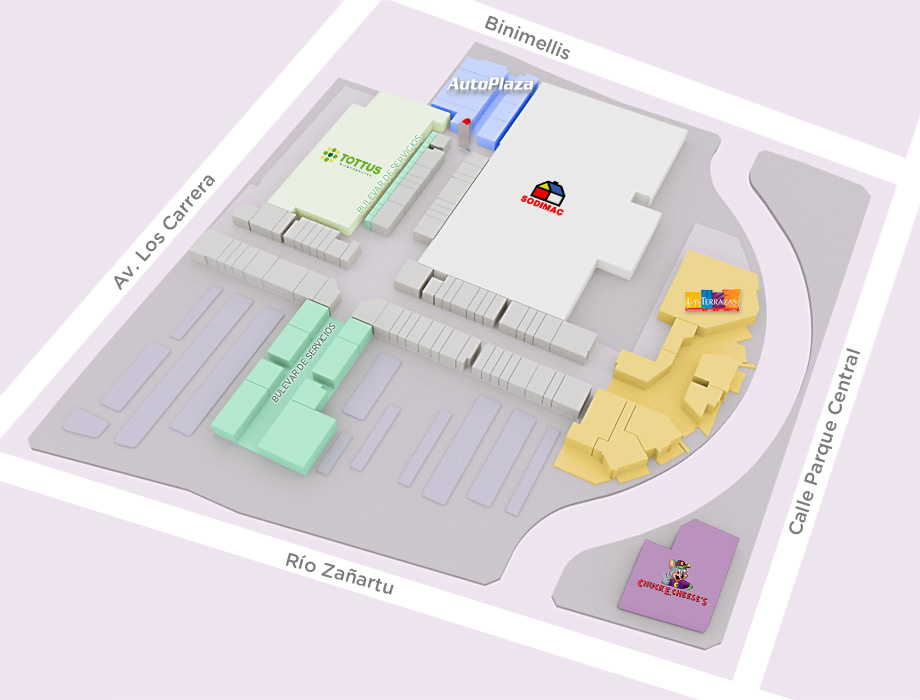 Binimellis
AutoPlaza
TOTTUS
BULEVAR DE SERVICIOS
SODIMAC
Av. Los Carrera
LAS TERRAZAS
BULEVAR DE SERVICIOS
Calle Parque Central
Río Zañartu
CHUCK E. CHEESE'S